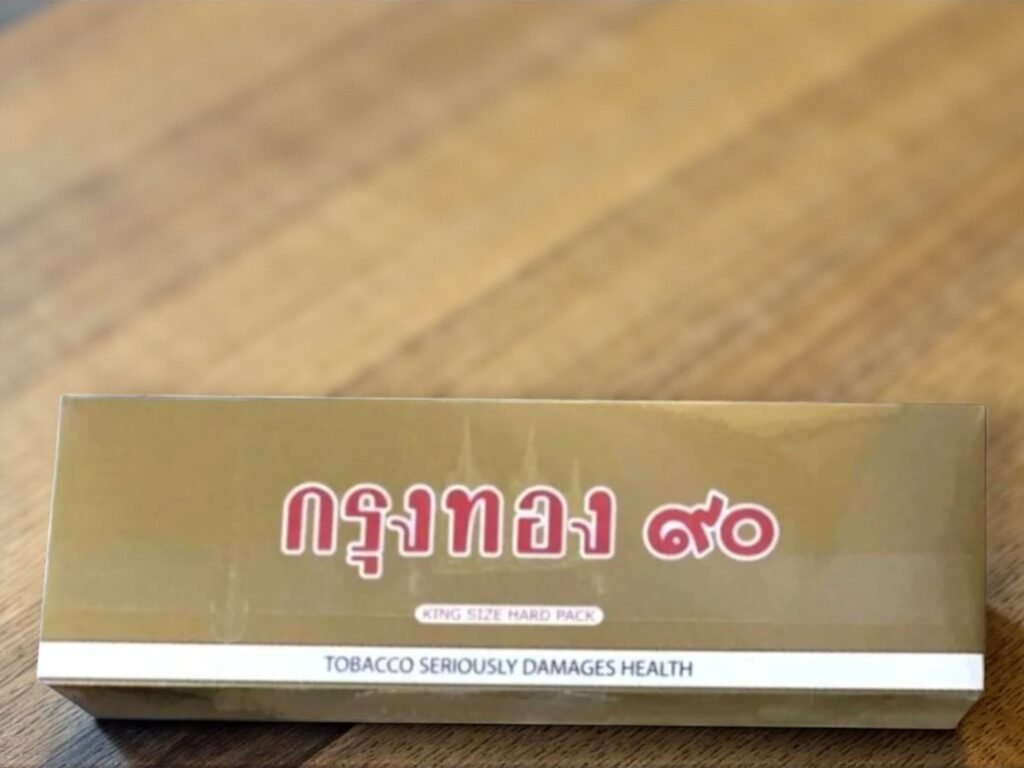 กรุงทอง ๙๐
KING SIZE HARD PACK
TOBACCO SERIOUSLY DAMAGES HEALTH